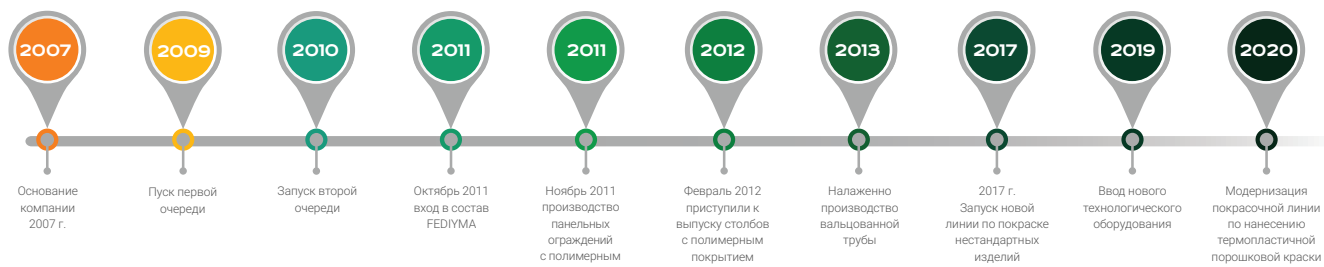 2007
2009
2010
2011
2011
2012
2013
2017
2019
2020
Основание
компании
2007 г.
Пуск первой
очереди
Запуск второй
очереди
Октябрь 2011
вход в состав
FEDIYMA
Ноябрь 2011
производство
панельных
ограждений
с полимерным
Февраль 2012
приступили к
выпуску столбов
с полимерным
покрытием
Налаженно
производство
вальцованной
трубы
2017 г.
Запуск новой
линии по покраске
нестандартных
изделий
Ввод нового
технологического
оборудования
Модернизация
покрасочной линии
по нанесению
термопластичной
порошковой краски